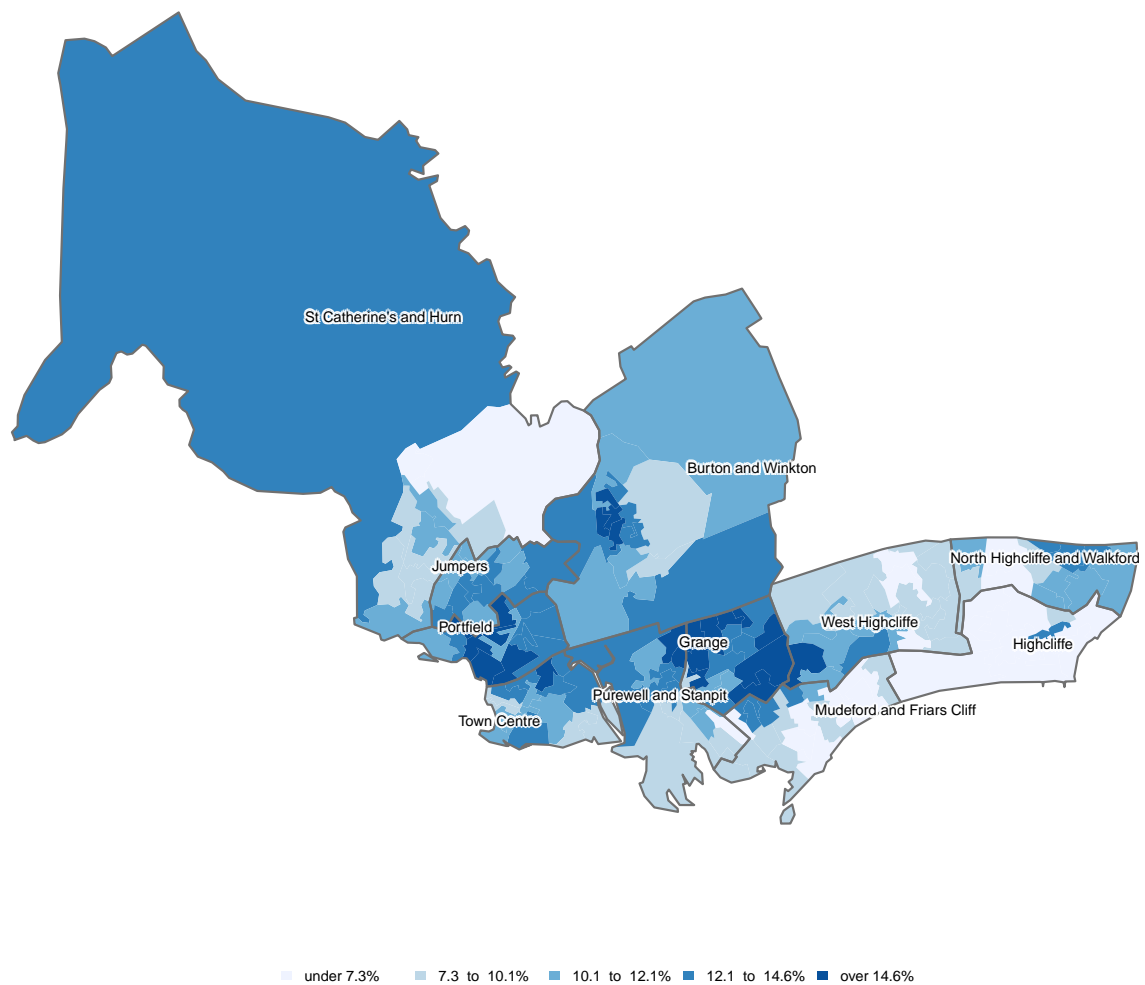 St Catherine's and Hurn
Burton and Winkton
North Highcliffe and Walkford
Jumpers
West Highcliffe
Portfield
Grange
Highcliffe
Purewell and Stanpit
Mudeford and Friars Cliff
Town Centre
under 7.3% 7.3 to 10.1% 10.1 to 12.1% 12.1 to 14.6% over 14.6%